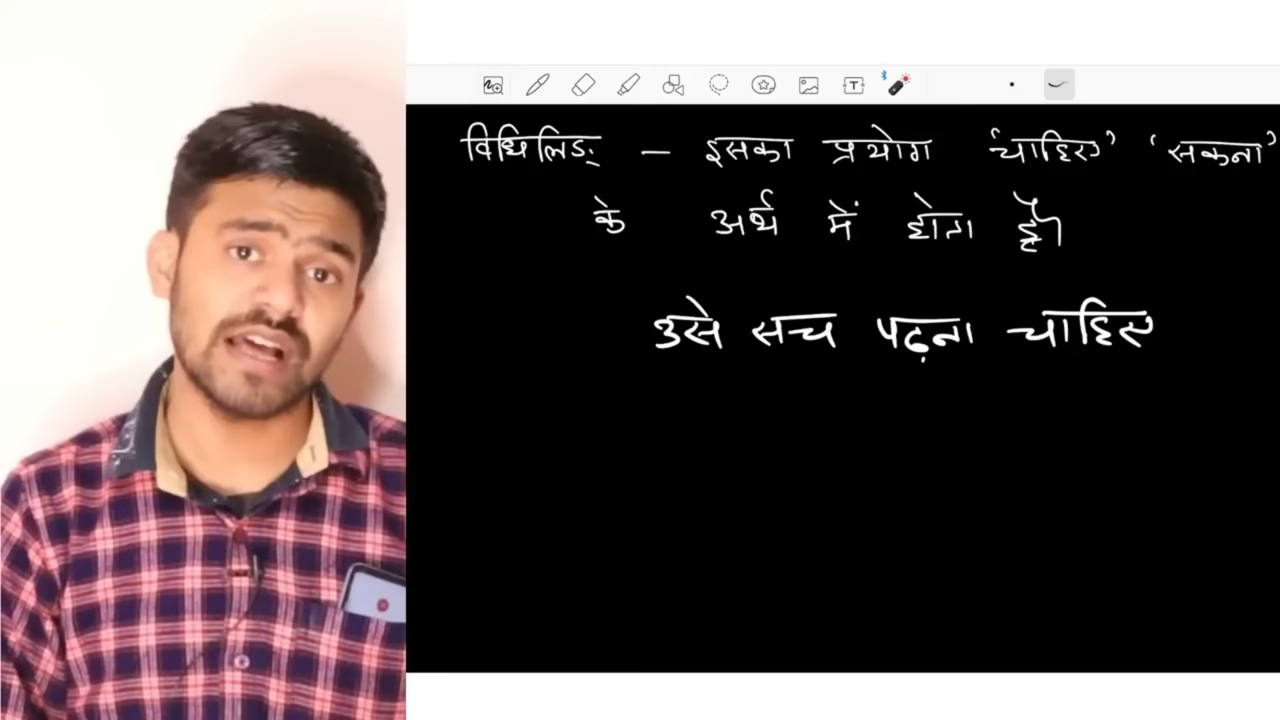 विधिलिङ: – इसका प्रयोग 'चाहिए' 'सकना'
के अर्थ में होता है।
उसे सच पढ़ना चाहिए